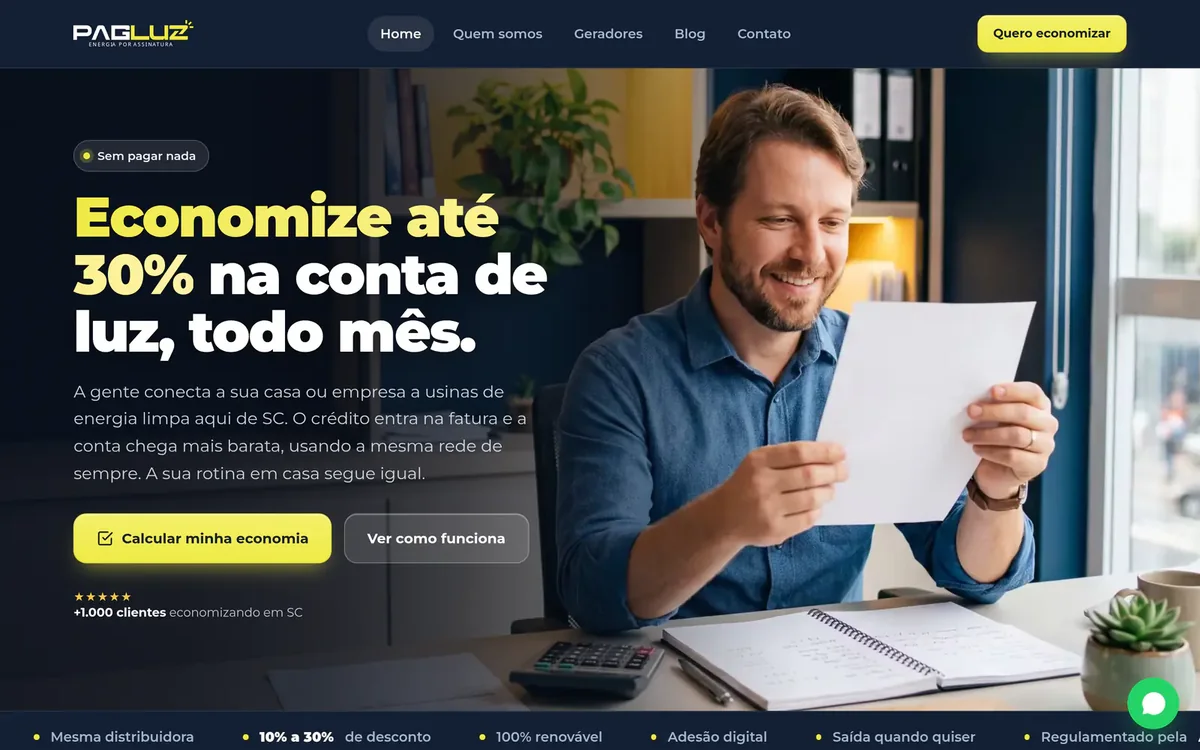 PAGLUZ
ENERGIA POR ASSINATURA
Home
Quem somos
Geradores
Blog
Contato
Quero economizar
Sem pagar nada
Economize até
30% na conta de
luz, todo mês.
A gente conecta a sua casa ou empresa a usinas de
energia limpa aqui de SC. O crédito entra na fatura e a
conta chega mais barata, usando a mesma rede de
sempre. A sua rotina em casa segue igual.
Calcular minha economia
Ver como funciona
★★★★★
+1.000 clientes economizando em SC
Mesma distribuidora
10% a 30% de desconto
100% renovável
Adesão digital
Saída quando quiser
Regulamentado pela